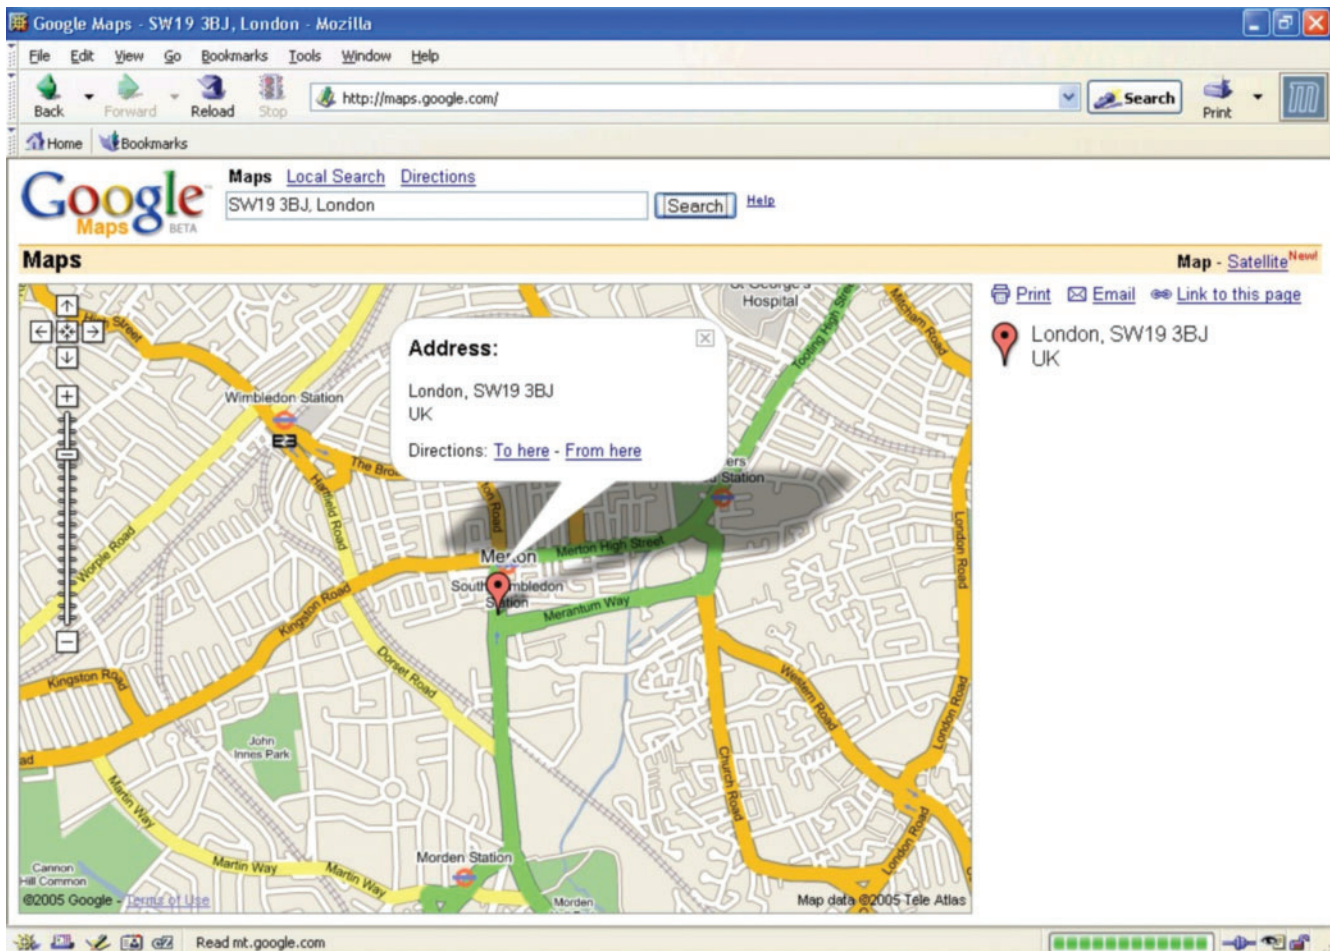 Google Maps - SW19 3BJ, London - Mozilla
File Edit View Go Bookmarks Tools Window Help
Back Forward Reload Stop http://maps.google.com/ Search Print
Home Bookmarks
Google Maps BETA
Maps Local Search Directions
SW19 3BJ, London Search Help
Maps Map - Satellite New!
Print Email Link to this page
London, SW19 3BJ
UK
Address:
London, SW19 3BJ
UK
Directions: To here - From here
St George's
Hospital
High Street
Tooting High Street
Mitcham Road
Wimbledon Station
The
Hartfield Road
Road
Station
Worple Road
Merton High Street
London Road
Merton
South Wimbledon
Station
Merantum Way
Kingston Road
Kingston Road
Dorset Road
Western Road
London Road
John
Innes Park
Church Road
Martin Way
London Road
Martin Way
Martin Way
Morden Station
Cannon
Hill Common
Morden
©2005 Google - Terms of Use
Map data ©2005 Tele Atlas
Read mt.google.com